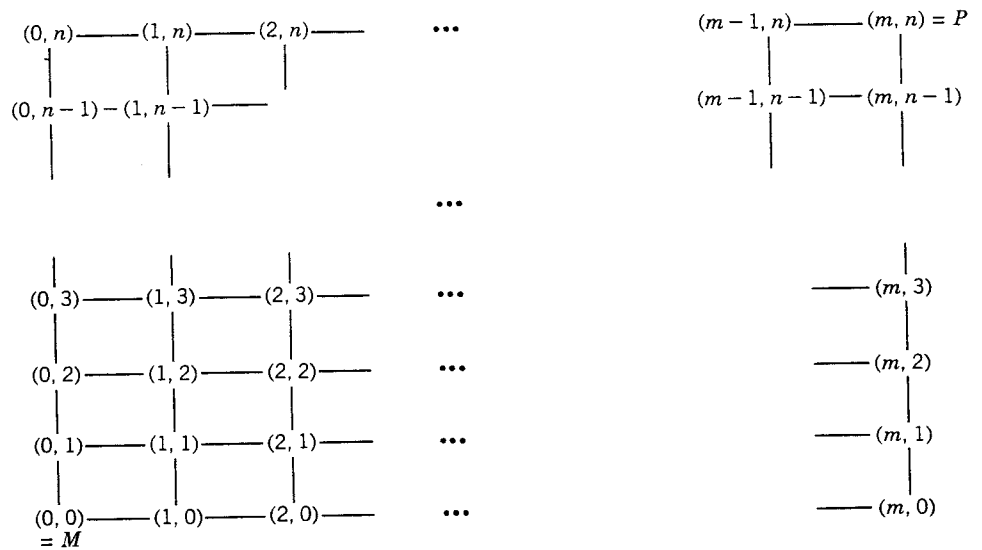 (0, n) (1, n) (2, n) ••• (m – 1, n) (m, n) = P
(0, n – 1) – (1, n – 1) (m – 1, n – 1) (m, n – 1)
•••
(0, 3) (1, 3) (2, 3) ••• (m, 3)
(0, 2) (1, 2) (2, 2) ••• (m, 2)
(0, 1) (1, 1) (2, 1) ••• (m, 1)
(0, 0) (1, 0) (2, 0) ••• (m, 0)
= M